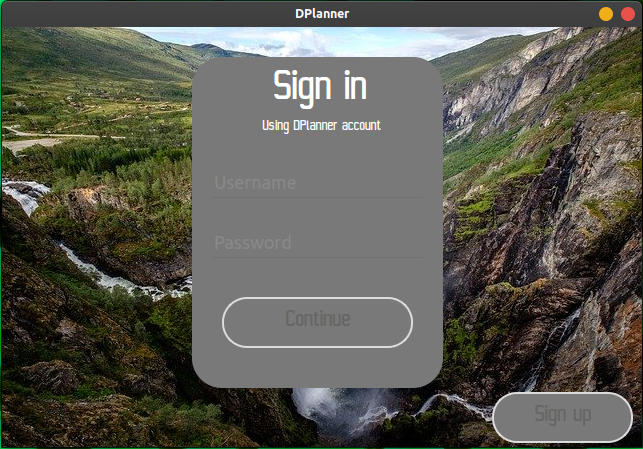 DPlanner
Sign in
Using DPlanner account
Username
Password
Continue
Sign up